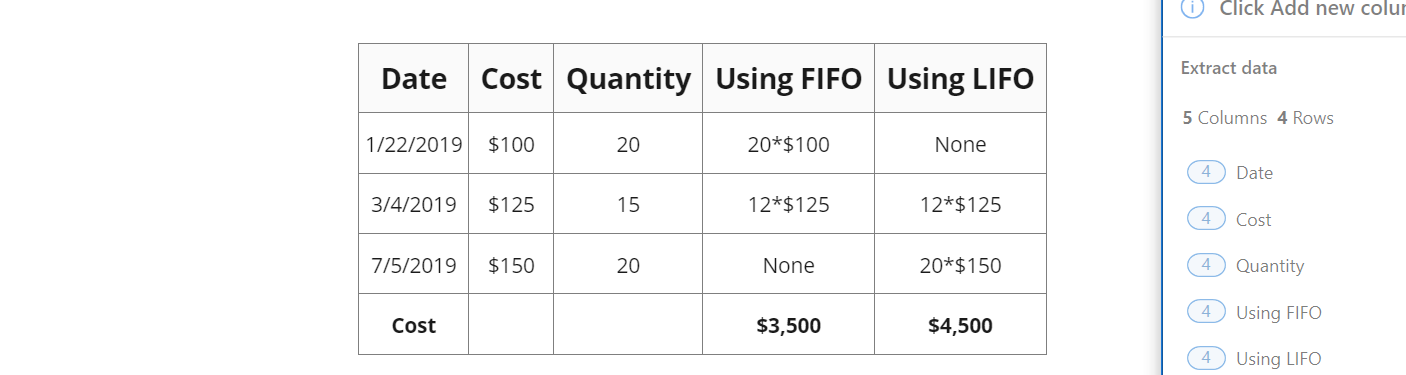 Date Cost Quantity Using FIFO Using LIFO
1/22/2019 $100 20 20*$100 None
3/4/2019 $125 15 12*$125 12*$125
7/5/2019 $150 20 None 20*$150
Cost $3,500 $4,500
Click Add new colu
Extract data
5 Columns 4 Rows
4 Date
4 Cost
4 Quantity
4 Using FIFO
4 Using LIFO